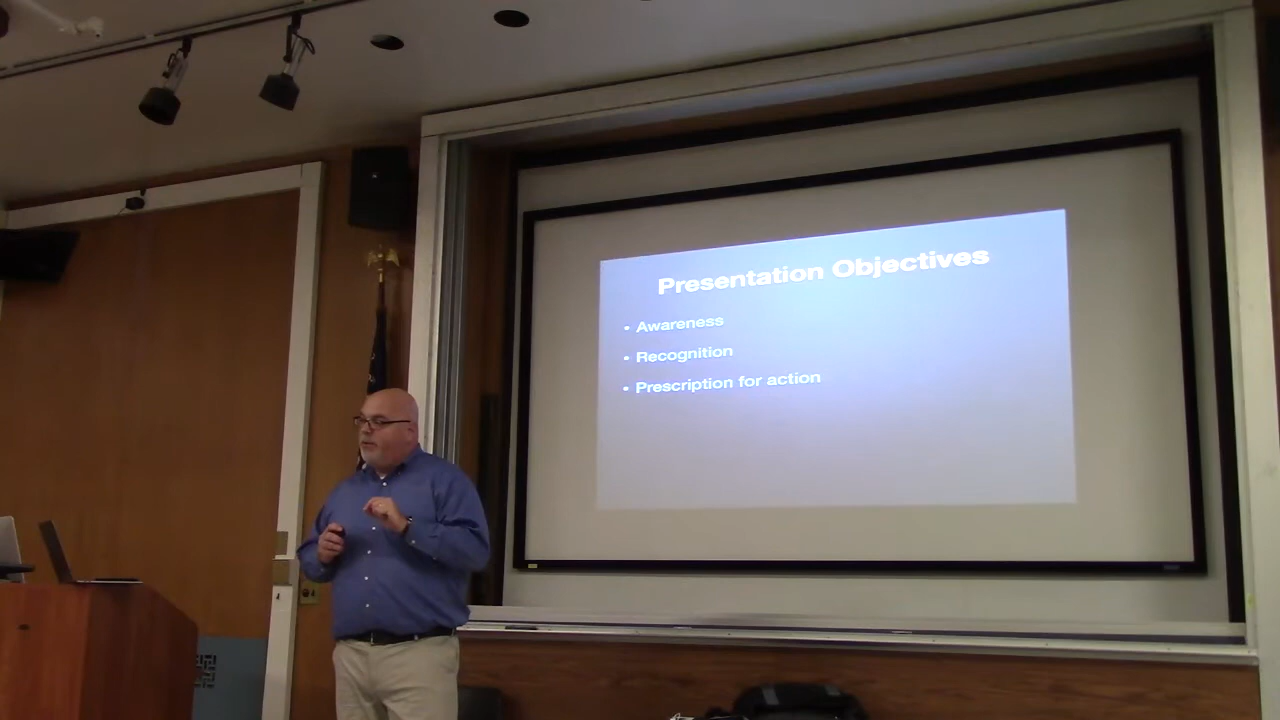 Presentation Objectives
• Awareness
• Recognition
• Prescription for action